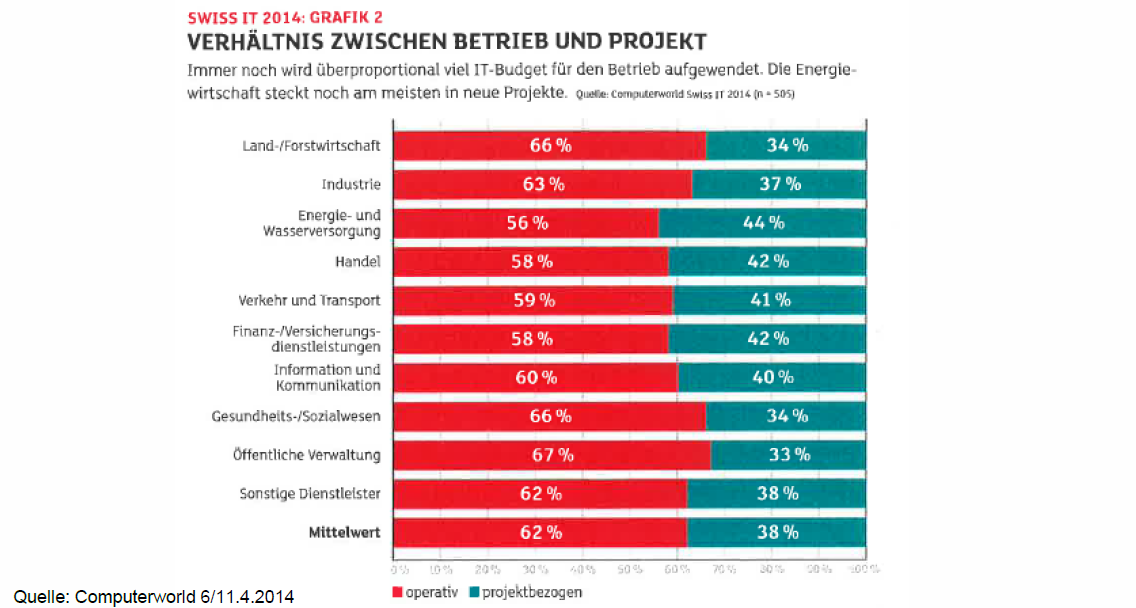 SWISS IT 2014: GRAFIK 2
VERHÄLTNIS ZWISCHEN BETRIEB UND PROJEKT
Immer noch wird überproportional viel IT-Budget für den Betrieb aufgewendet. Die Energie-
wirtschaft steckt noch am meisten in neue Projekte. Quelle: Computerworld Swiss IT 2014 (n = 505)
Land-/Forstwirtschaft 66 % 34 %
Industrie 63 % 37 %
Energie- und
Wasserversorgung 56 % 44 %
Handel 58 % 42 %
Verkehr und Transport 59 % 41 %
Finanz-/Versicherungs-
dienstleistungen 58 % 42 %
Information und
Kommunikation 60 % 40 %
Gesundheits-/Sozialwesen 66 % 34 %
Öffentliche Verwaltung 67 % 33 %
Sonstige Dienstleister 62 % 38 %
Mittelwert 62 % 38 %
0 % 10 % 20 % 30 % 40 % 50 % 60 % 70 % 80 % 90 % 100 %
operativ projektbezogen
Quelle: Computerworld 6/11.4.2014